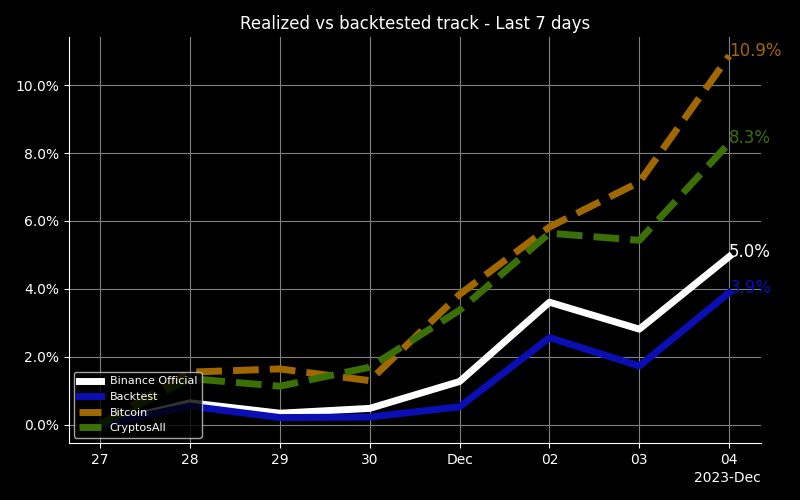 Realized vs backtested track - Last 7 days
10.9%
10.0%
8.3%
8.0%
6.0%
5.0%
4.0%
3.9%
2.0%
0.0%
Binance Official
Backtest
Bitcoin
CryptosAll
27 28 29 30 Dec 02 03 04
2023-Dec